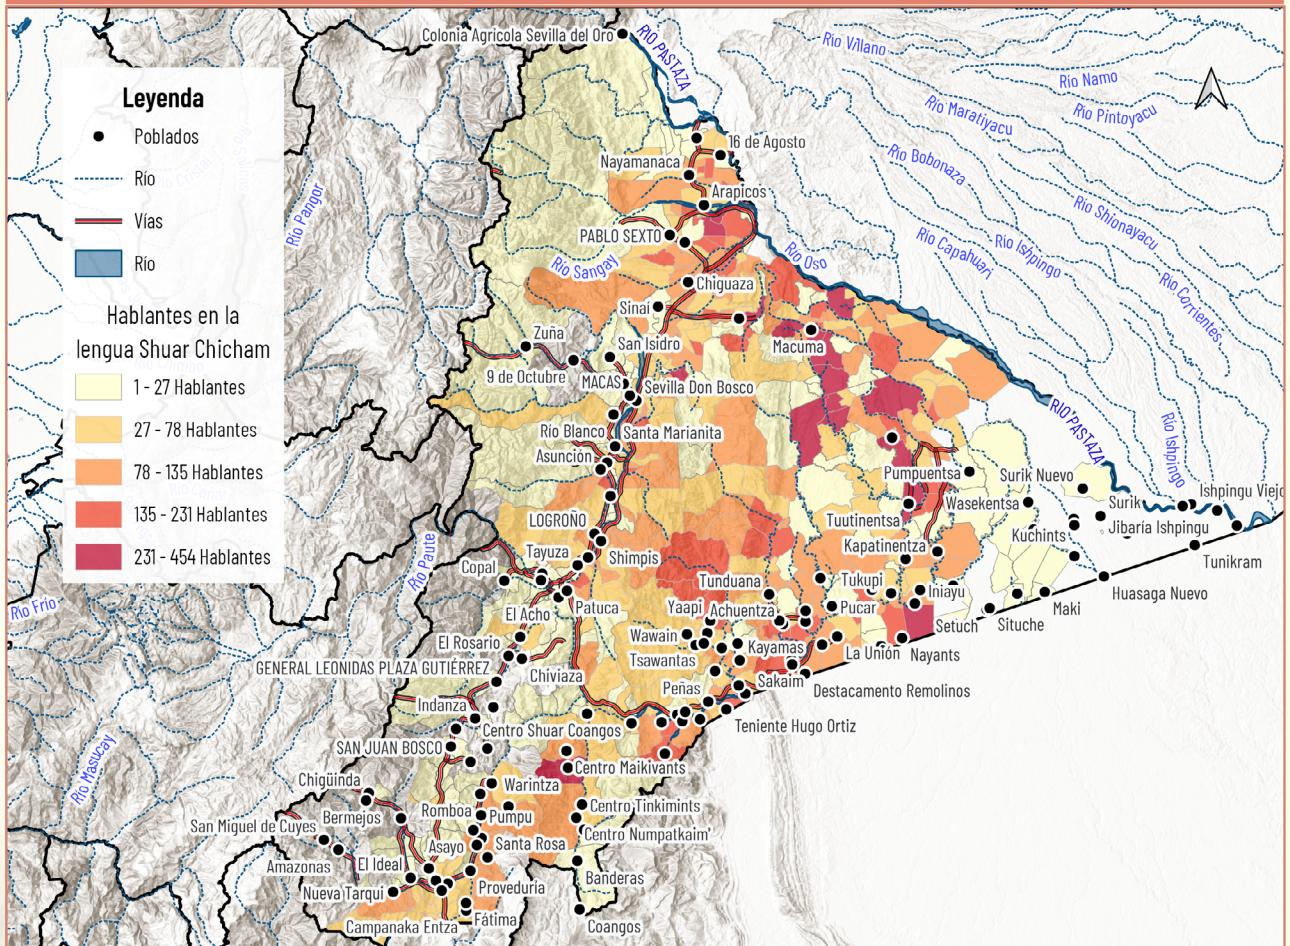 Colonia Agricola Sevilla del Oro
RIO PASTAZA
Río Villano
Río Namo
Río Maratiyacu
Río Pintoyacu
Leyenda
Poblados
Río
Vías
Río
Hablantes en la
lengua Shuar Chicham
1 - 27 Hablantes
27 - 78 Hablantes
78 - 135 Hablantes
135 - 231 Hablantes
231 - 454 Hablantes
16 de Agosto
Nayamanaca
Río Bobonaza
Arapicos
Río Pangor
Río Shionayacu
PABLO SEXTO
Río Capahuari
Río Ishpingo
Río Oso
Río Sangay
Chiguaza
Río Corrientes
Sinaí
Zuña
San Isidro
Macuma
9 de Octubre
MACAS
Sevilla Don Bosco
RIO PASTAZA
Río Ishpingo
Río Blanco
Santa Marianita
Asunción
Pumpuentsa
Surik Nuevo
Ishpingu Viejo
Wasekentsa
Surik
LOGROÑO
Tuutinentsa
Jibaría Ishpingu
Kuchints
Río Paute
Tayuza
Shimpis
Kapatinentza
Tunikram
Copal
Tunduana
Tukupi
Iniayu
Huasaga Nuevo
Río Frío
El Acho
Patuca
Yaapi
Achuentza
Pucar
Maki
Setuch
Situche
El Rosario
Wawain
Kayamas
La Unión
Nayants
GENERAL LEONIDAS PLAZA GUTIÉRREZ
Tsawantas
Chiviaza
Sakaim
Peñas
Destacamento Remolinos
Indanza
Teniente Hugo Ortiz
Centro Shuar Coangos
SAN JUAN BOSCO
Río Masucay
Centro Maikivants
Chigüinda
Warintza
Bermejos
Romboa
Pumpu
Centro Tinkimints
San Miguel de Cuyes
Centro Numpatkaim'
Asayo
Santa Rosa
Amazonas
El Ideal
Banderas
Nueva Tarqui
Proveduría
Fátima
Campanaka Entza
Coangos